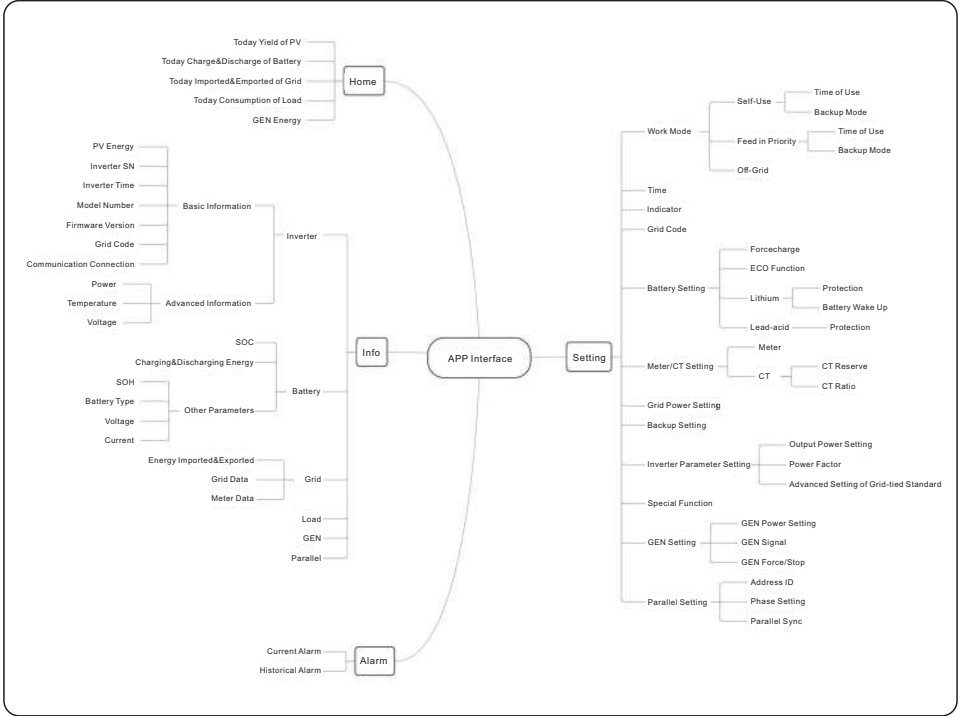 Today Yield of PV
Today Charge&Discharge of Battery
Today Imported&Emported of Grid
Today Consumption of Load
GEN Energy
Home
PV Energy
Inverter SN
Inverter Time
Model Number
Firmware Version
Grid Code
Communication Connection
Basic Information
Power
Temperature
Voltage
Advanced Information
Inverter
SOC
Charging&Discharging Energy
SOH
Battery Type
Voltage
Current
Other Parameters
Battery
Energy Imported&Exported
Grid Data
Meter Data
Grid
Load
GEN
Parallel
Info
Current Alarm
Historical Alarm
Alarm
APP Interface
Setting
Work Mode
Self-Use
Time of Use
Backup Mode
Feed in Priority
Time of Use
Backup Mode
Off-Grid
Time
Indicator
Grid Code
Battery Setting
Forcecharge
ECO Function
Lithium
Protection
Battery Wake Up
Lead-acid
Protection
Meter/CT Setting
Meter
CT
CT Reserve
CT Ratio
Grid Power Setting
Backup Setting
Inverter Parameter Setting
Output Power Setting
Power Factor
Advanced Setting of Grid-tied Standard
Special Function
GEN Setting
GEN Power Setting
GEN Signal
GEN Force/Stop
Parallel Setting
Address ID
Phase Setting
Parallel Sync